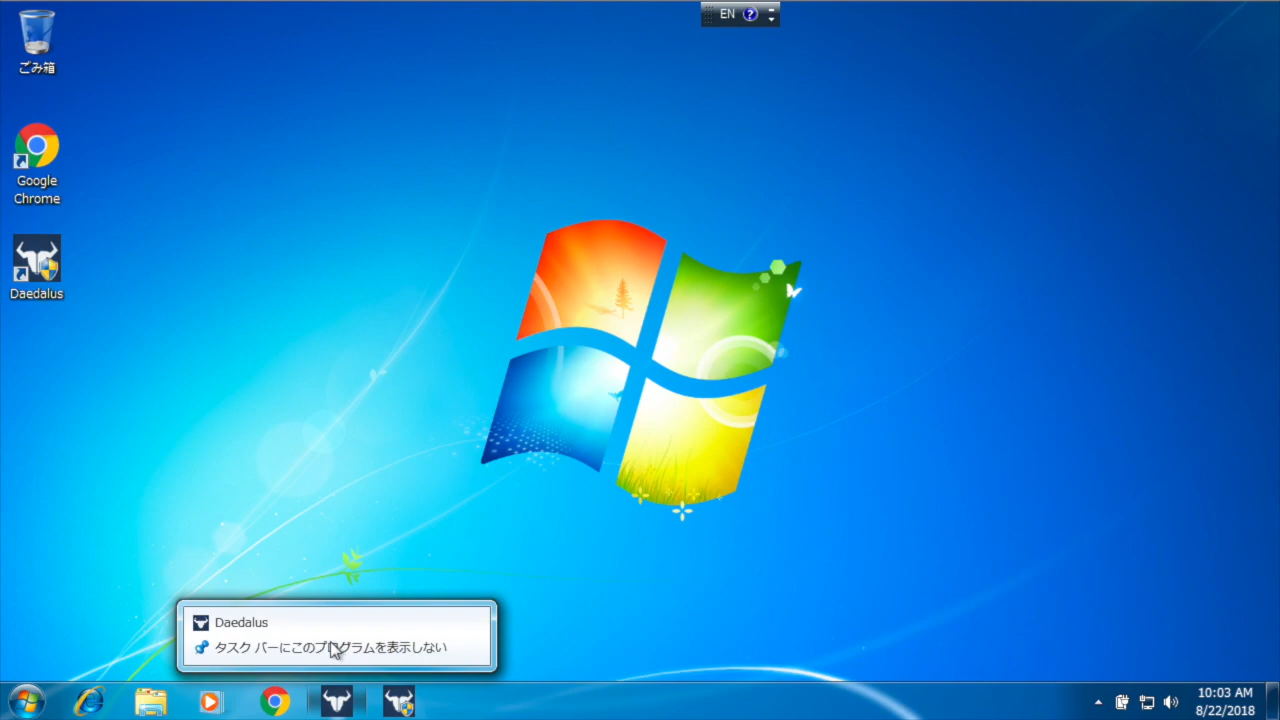 EN
ごみ箱
Google
Chrome
Daedalus
Daedalus
タスク バーにこのプログラムを表示しない
10:03 AM
8/22/2018